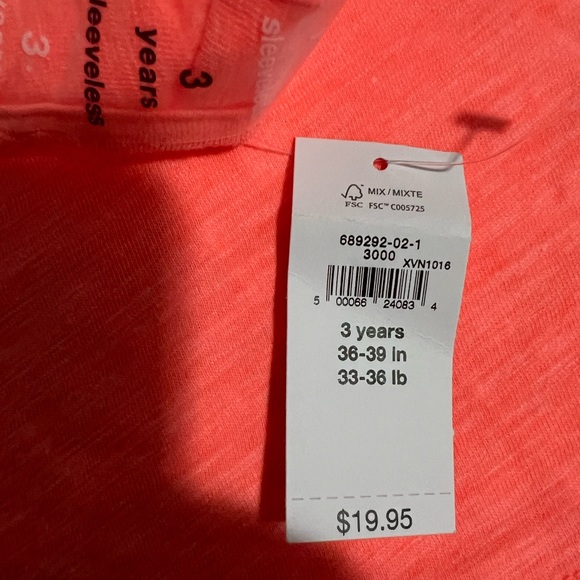 3
years
sleeveless
3
MIX / MIXTE
FSC
FSC™ C005725
689292-02-1
3000
XVN1016
5 00066 24083 4
3 years
36-39 in
33-36 lb
$19.95